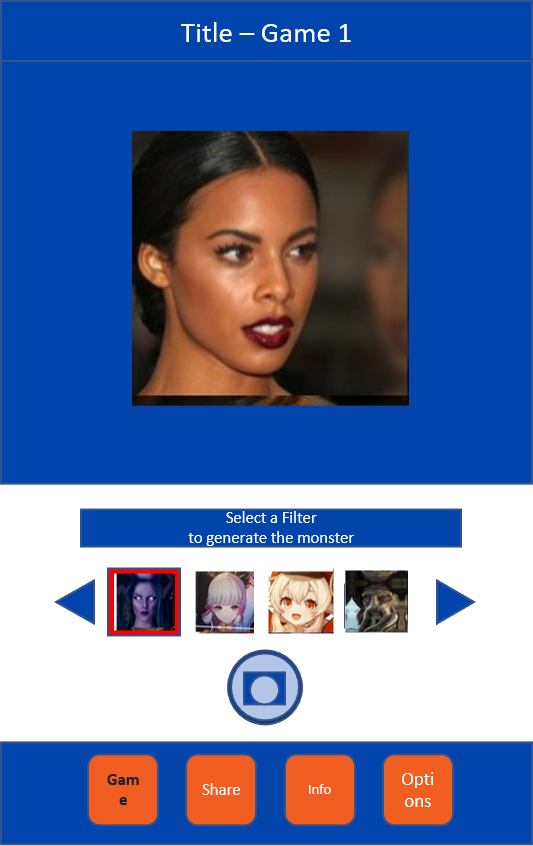 Title – Game 1
Select a Filter
to generate the monster
Gam
e
Share
Info
Opti
ons